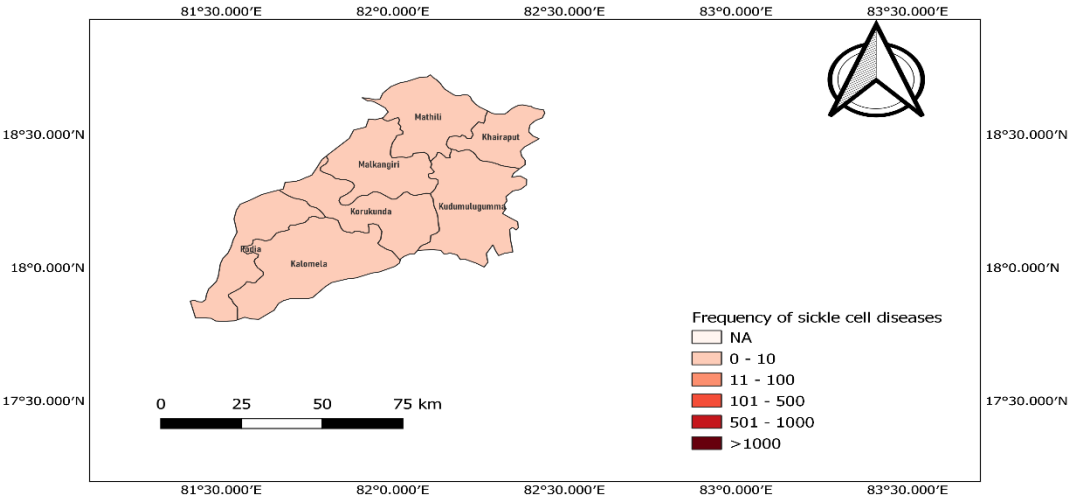 81°30.000′N 82°0.000′N 82°30.000′N 83°0.000′N 83°30.000′N
Mathili
18°30.000′N Khairaput 18°30.000′N
Malkangiri
Kudumulugumma
Korukunda
Podia
Kalomela
18°0.000′N 18°0.000′N
Frequency of sickle cell diseases
NA
0 - 10
11 - 100
17°30.000′N 101 - 500 17°30.000′N
0 25 50 75 km
501 - 1000
>1000
81°30.000′N 82°0.000′N 82°30.000′N 83°0.000′N 83°30.000′N